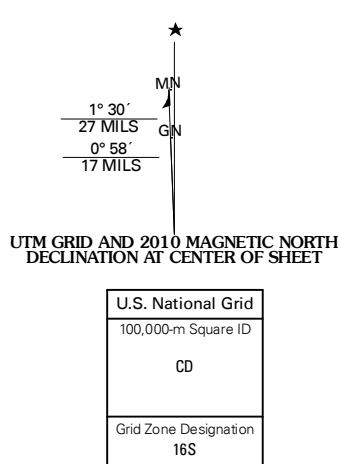 ★
MN
1° 30´
27 MILS
GN
0° 58´
17 MILS
UTM GRID AND 2010 MAGNETIC NORTH
DECLINATION AT CENTER OF SHEET
U.S. National Grid
100,000-m Square ID
CD
Grid Zone Designation
16S